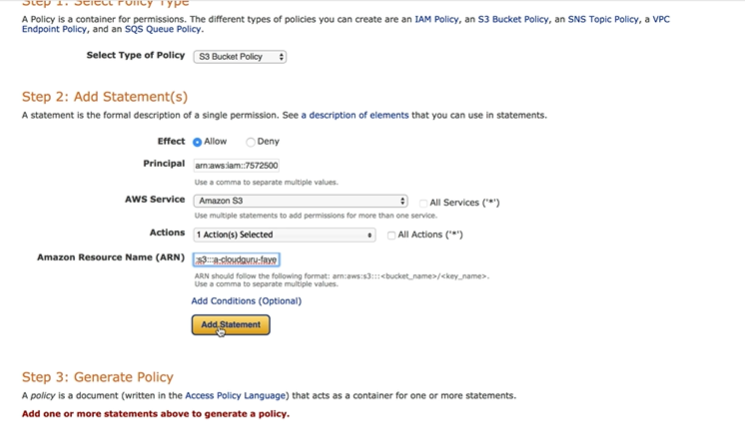 Step 1: Select Policy Type
A Policy is a container for permissions. The different types of policies you can create are an IAM Policy, an S3 Bucket Policy, an SNS Topic Policy, a VPC
Endpoint Policy, and an SQS Queue Policy.
Select Type of Policy S3 Bucket Policy
Step 2: Add Statement(s)
A statement is the formal description of a single permission. See a description of elements that you can use in statements.
Effect Allow Deny
Principal arn:aws:iam::7572500
Use a comma to separate multiple values.
AWS Service Amazon S3 All Services ('*')
Use multiple statements to add permissions for more than one service.
Actions 1 Action(s) Selected All Actions ('*')
Amazon Resource Name (ARN) :s3:::a-cloudguru-faye
ARN should follow the following format: arn:aws:s3:::<bucket_name>/<key_name>.
Use a comma to separate multiple values.
Add Conditions (Optional)
Add Statement
Step 3: Generate Policy
A policy is a document (written in the Access Policy Language) that acts as a container for one or more statements.
Add one or more statements above to generate a policy.